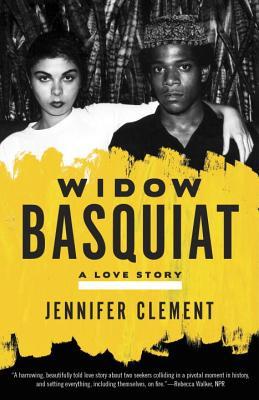 WIDOW
BASQUIAT
A LOVE STORY
JENNIFER CLEMENT
"A harrowing, beautifully told love story about two seekers colliding in a pivotal moment in history,
and setting everything, including themselves, on fire."—Rebecca Walker, NPR